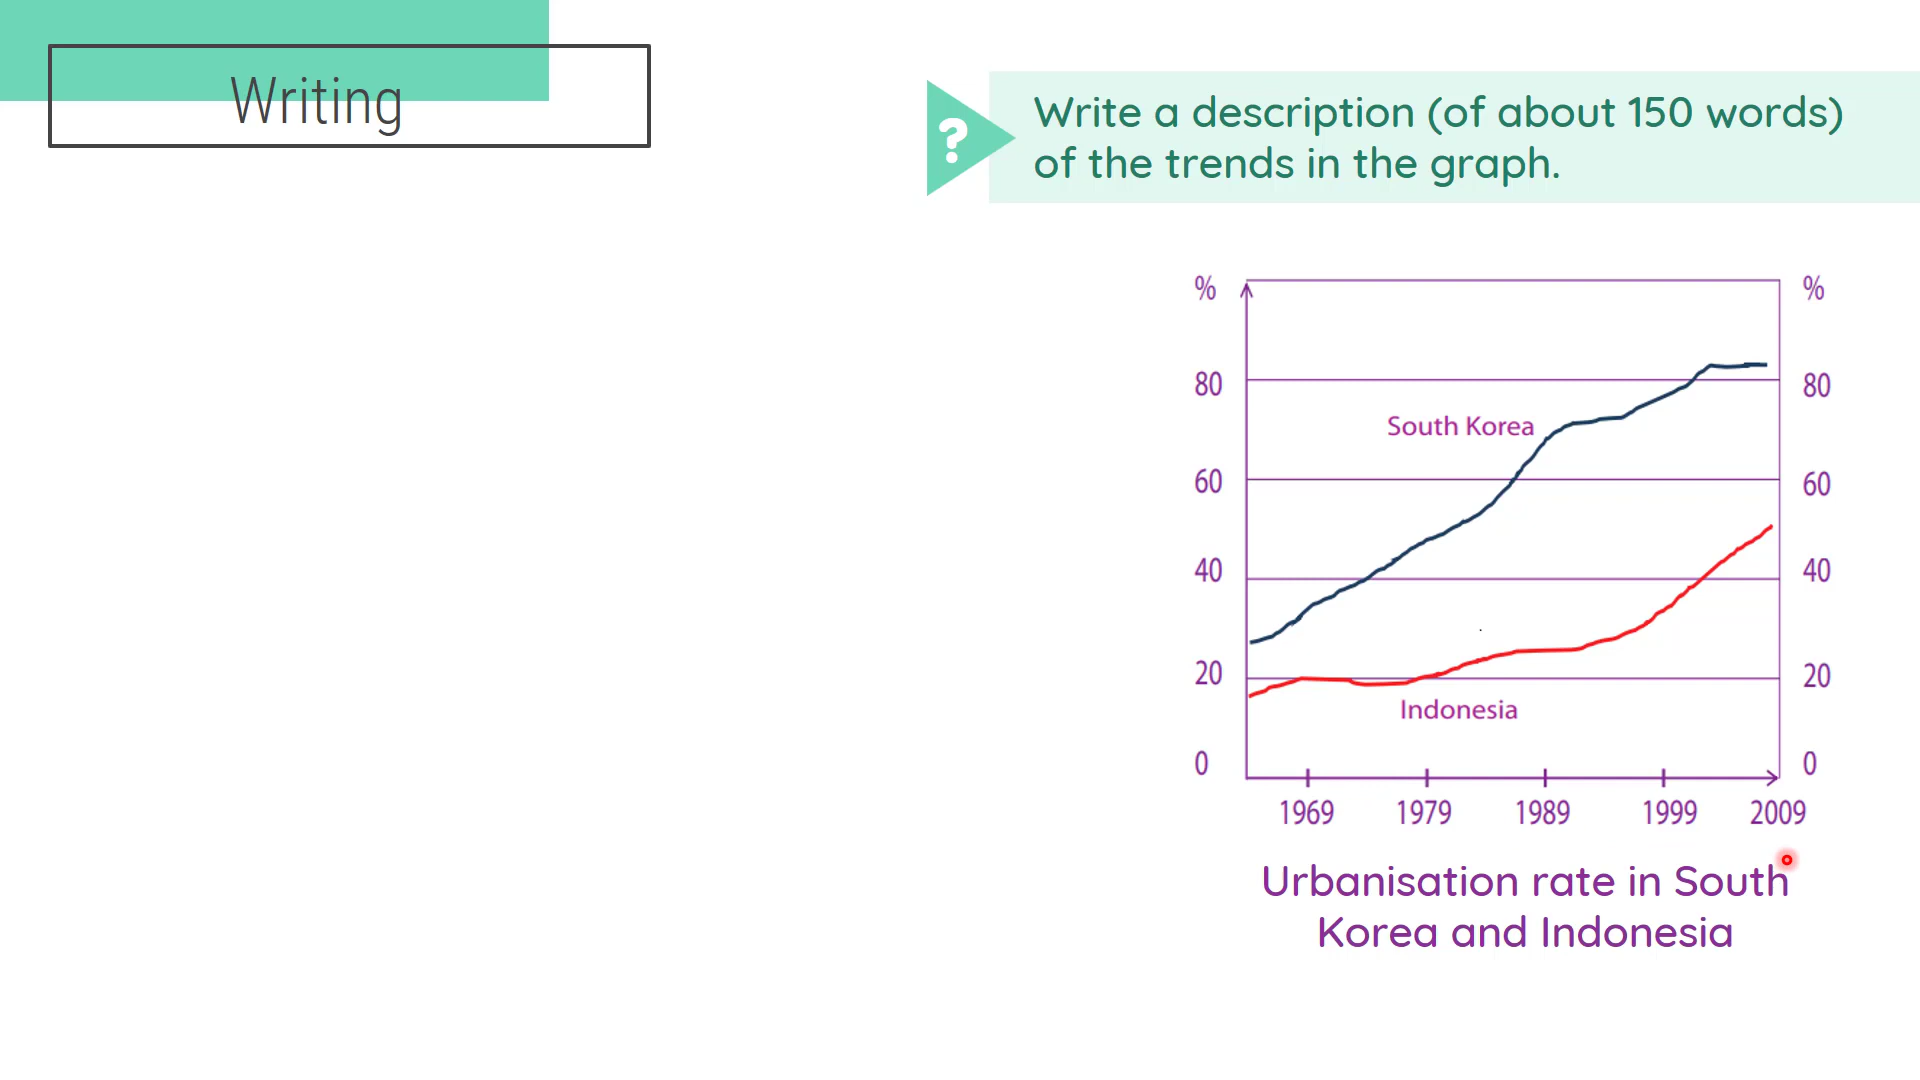 Writing
?
Write a description (of about 150 words)
of the trends in the graph.
% %
80 80
South Korea
60 60
40 40
20 20
Indonesia
0 0
1969 1979 1989 1999 2009
Urbanisation rate in South
Korea and Indonesia